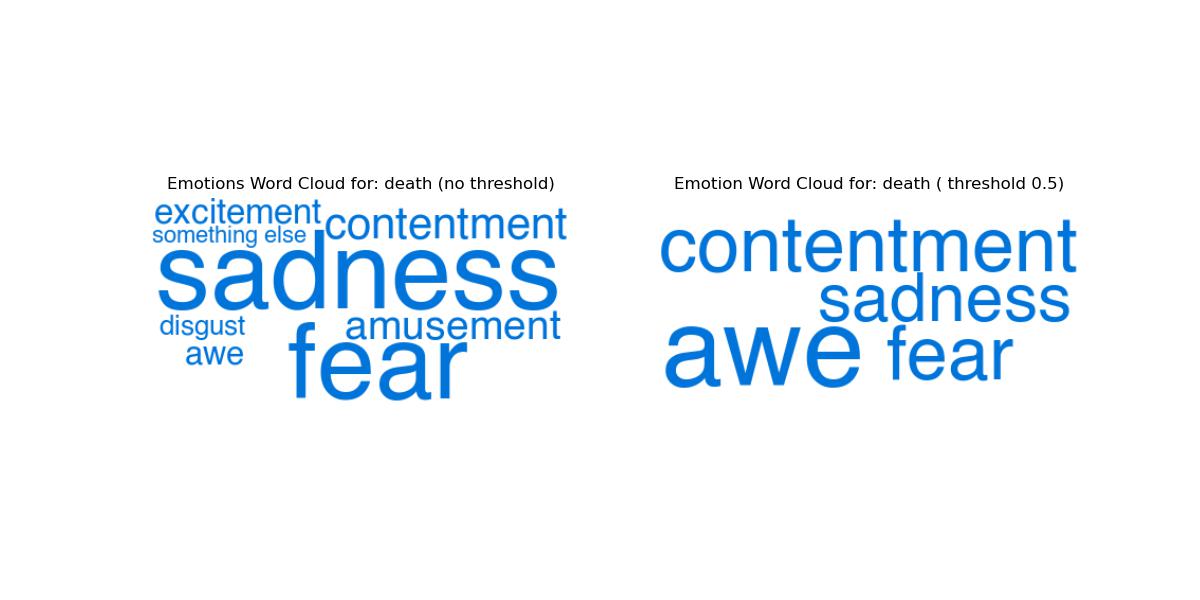 Emotions Word Cloud for: death (no threshold)
excitement
contentment
something else
sadness
disgust
amusement
awe
fear
Emotion Word Cloud for: death ( threshold 0.5)
contentment
sadness
awe
fear